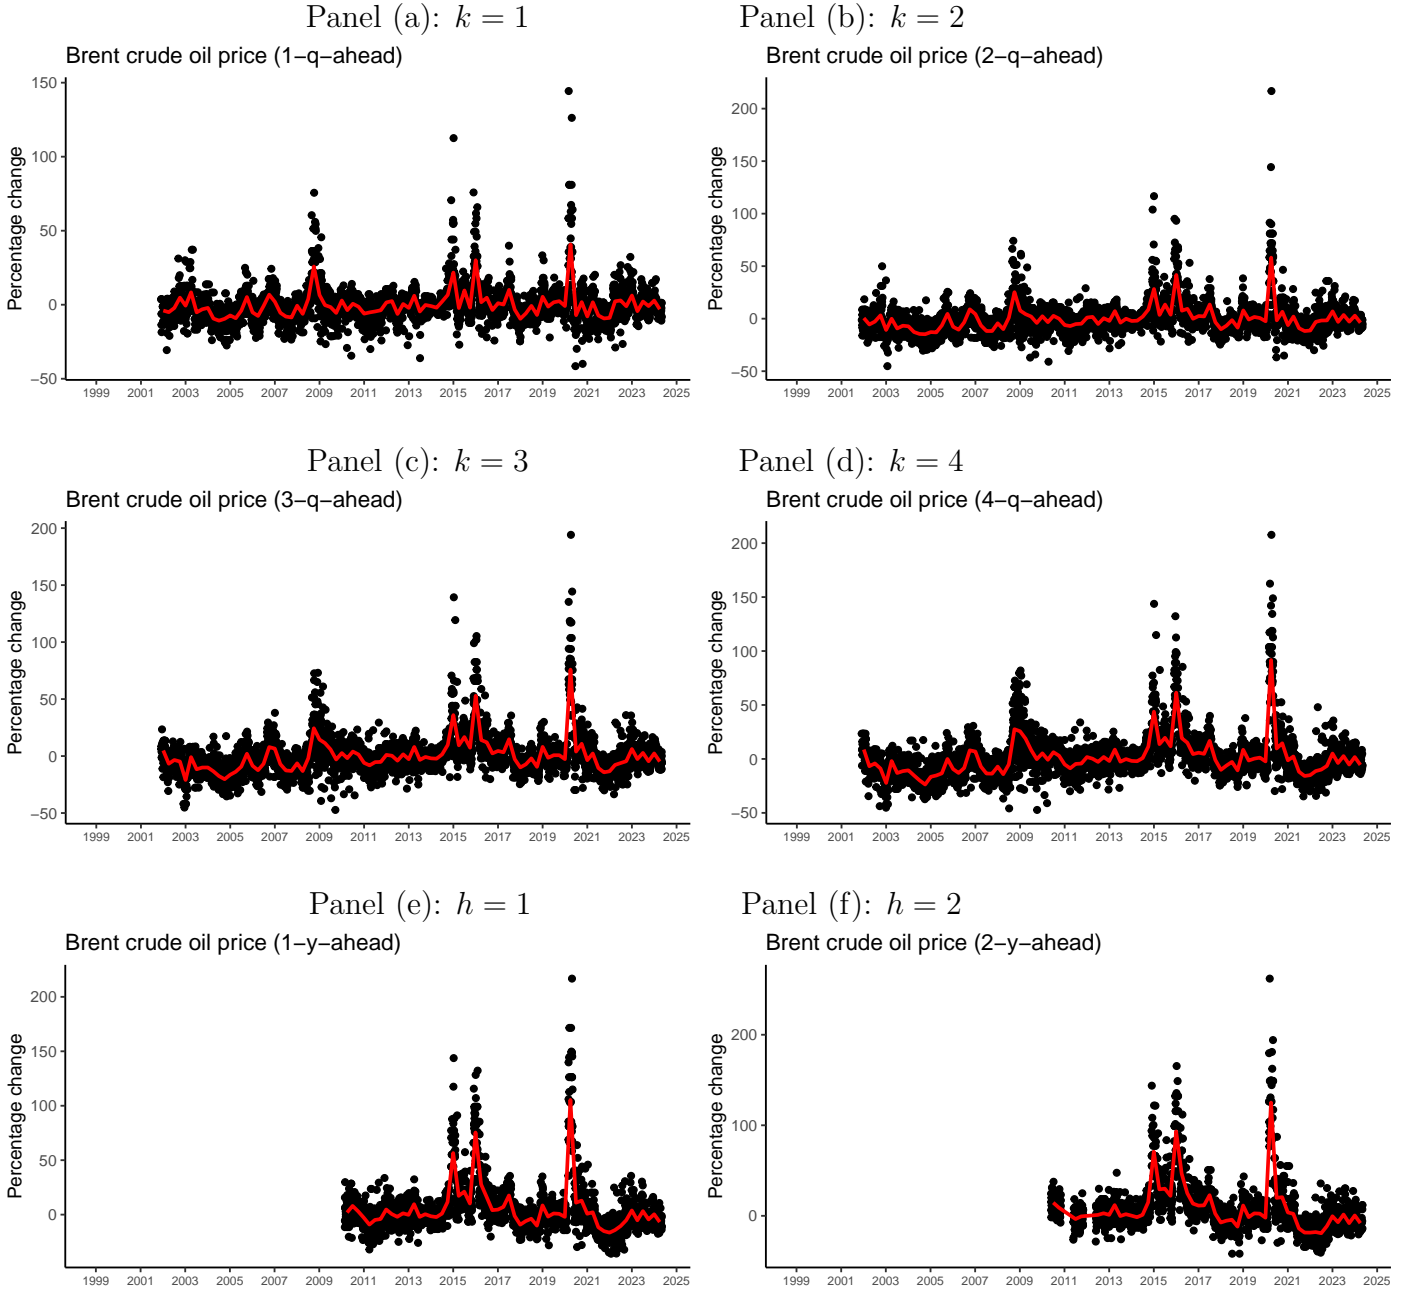 Panel (a): k = 1
Brent crude oil price (1−q−ahead)
Percentage change
150
100
50
0
−50
1999 2001 2003 2005 2007 2009 2011 2013 2015 2017 2019 2021 2023 2025
Panel (b): k = 2
Brent crude oil price (2−q−ahead)
Percentage change
200
150
100
50
0
−50
1999 2001 2003 2005 2007 2009 2011 2013 2015 2017 2019 2021 2023 2025
Panel (c): k = 3
Brent crude oil price (3−q−ahead)
Percentage change
200
150
100
50
0
−50
1999 2001 2003 2005 2007 2009 2011 2013 2015 2017 2019 2021 2023 2025
Panel (d): k = 4
Brent crude oil price (4−q−ahead)
Percentage change
200
150
100
50
0
−50
1999 2001 2003 2005 2007 2009 2011 2013 2015 2017 2019 2021 2023 2025
Panel (e): h = 1
Brent crude oil price (1−y−ahead)
Percentage change
200
150
100
50
0
1999 2001 2003 2005 2007 2009 2011 2013 2015 2017 2019 2021 2023 2025
Panel (f): h = 2
Brent crude oil price (2−y−ahead)
Percentage change
200
100
0
1999 2001 2003 2005 2007 2009 2011 2013 2015 2017 2019 2021 2023 2025